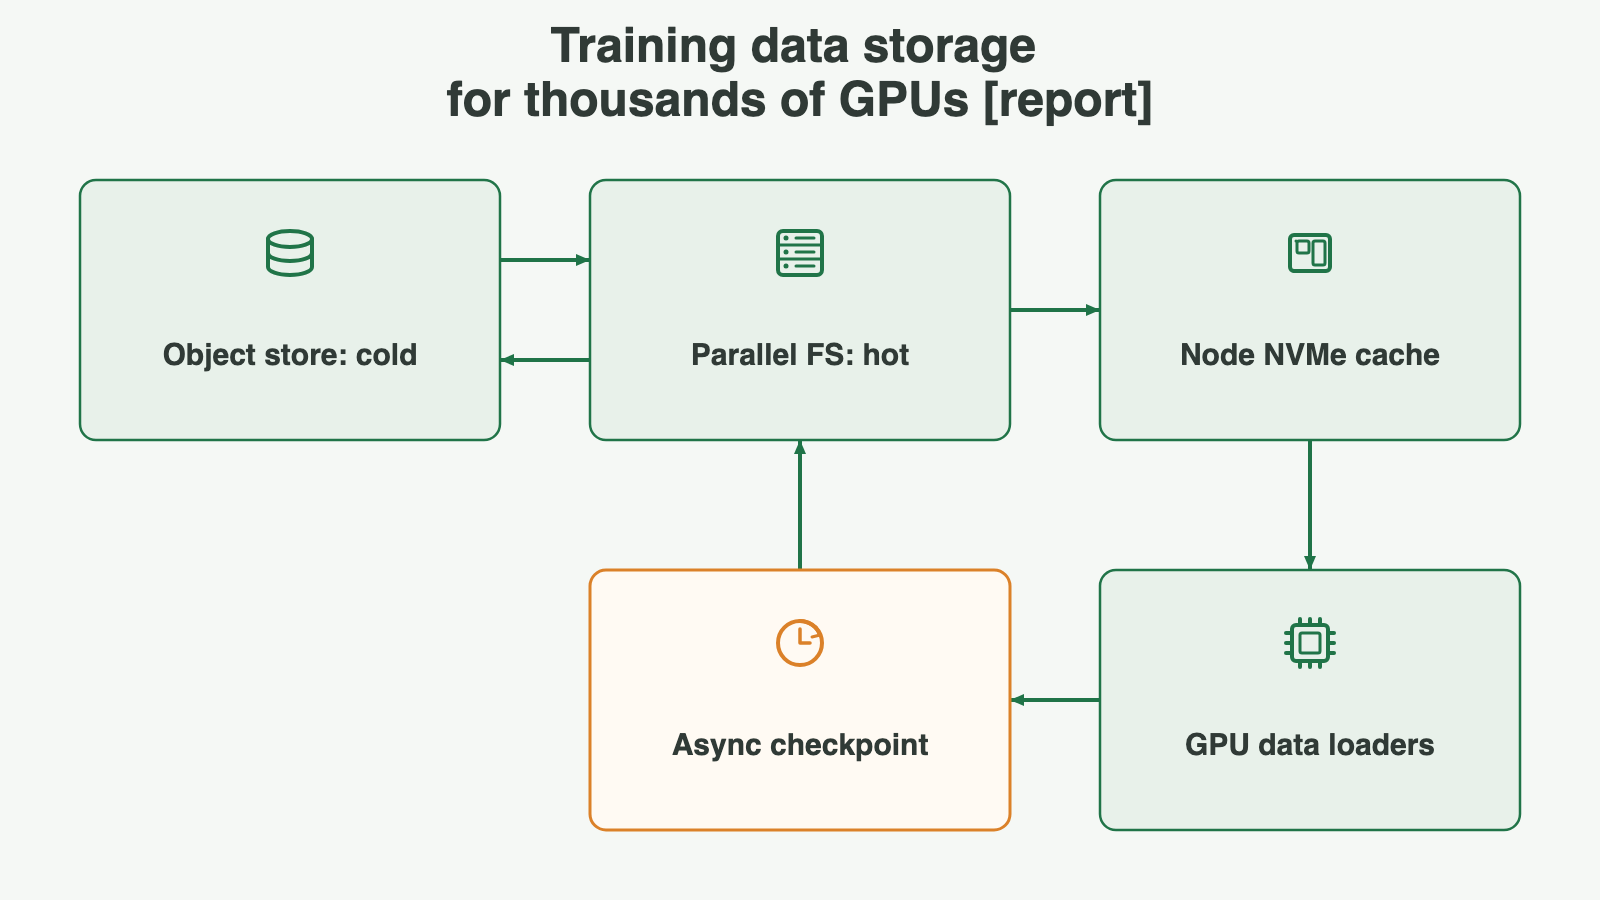 Training data storage
for thousands of GPUs [report]
Object store: cold
Parallel FS: hot
Node NVMe cache
Async checkpoint
GPU data loaders